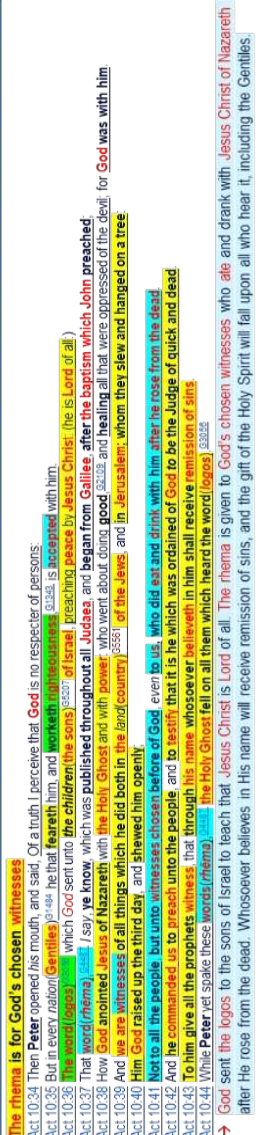 The rhema is for God's chosen witnesses
Act 10:34 Then Peter opened his mouth, and said, Of a truth I perceive that God is no respecter of persons:
Act 10:35 But in every nation(Gentiles)G1484 he that feareth him, and worketh righteousness,G1343 is accepted with him.
Act 10:36 The word(logos)G3056 which God sent unto the children(the sons)G5207 of Israel, preaching peace by Jesus Christ: (he is Lord of all:)
Act 10:37 That word(rhema),G4487 I say, ye know, which was published throughout all Judaea, and began from Galilee, after the baptism which John preached;
Act 10:38 How God anointed Jesus of Nazareth with the Holy Ghost and with power: who went about doing good,G2109 and healing all that were oppressed of the devil; for God was with him.
Act 10:39 And we are witnesses of all things which he did both in the land(country)G5561 of the Jews, and in Jerusalem; whom they slew and hanged on a tree:
Act 10:40 Him God raised up the third day, and shewed him openly;
Act 10:41 Not to all the people, but unto witnesses chosen before of God, even to us, who did eat and drink with him after he rose from the dead.
Act 10:42 And he commanded us to preach unto the people, and to testify that it is he which was ordained of God to be the Judge of quick and dead.
Act 10:43 To him give all the prophets witness, that through his name whosoever believeth in him shall receive remission of sins.
Act 10:44 While Peter yet spake these words(rhēma),G4487 the Holy Ghost fell on all them which heard the word(logos).G3056
→ God sent the logos to the sons of Israel to teach that Jesus Christ is Lord of all. The rhema is given to God's chosen witnesses who ate and drank with Jesus Christ of Nazareth
after He rose from the dead. Whosoever believes in His name will receive remission of sins, and the gift of the Holy Spirit will fall upon all who hear it, including the Gentiles.